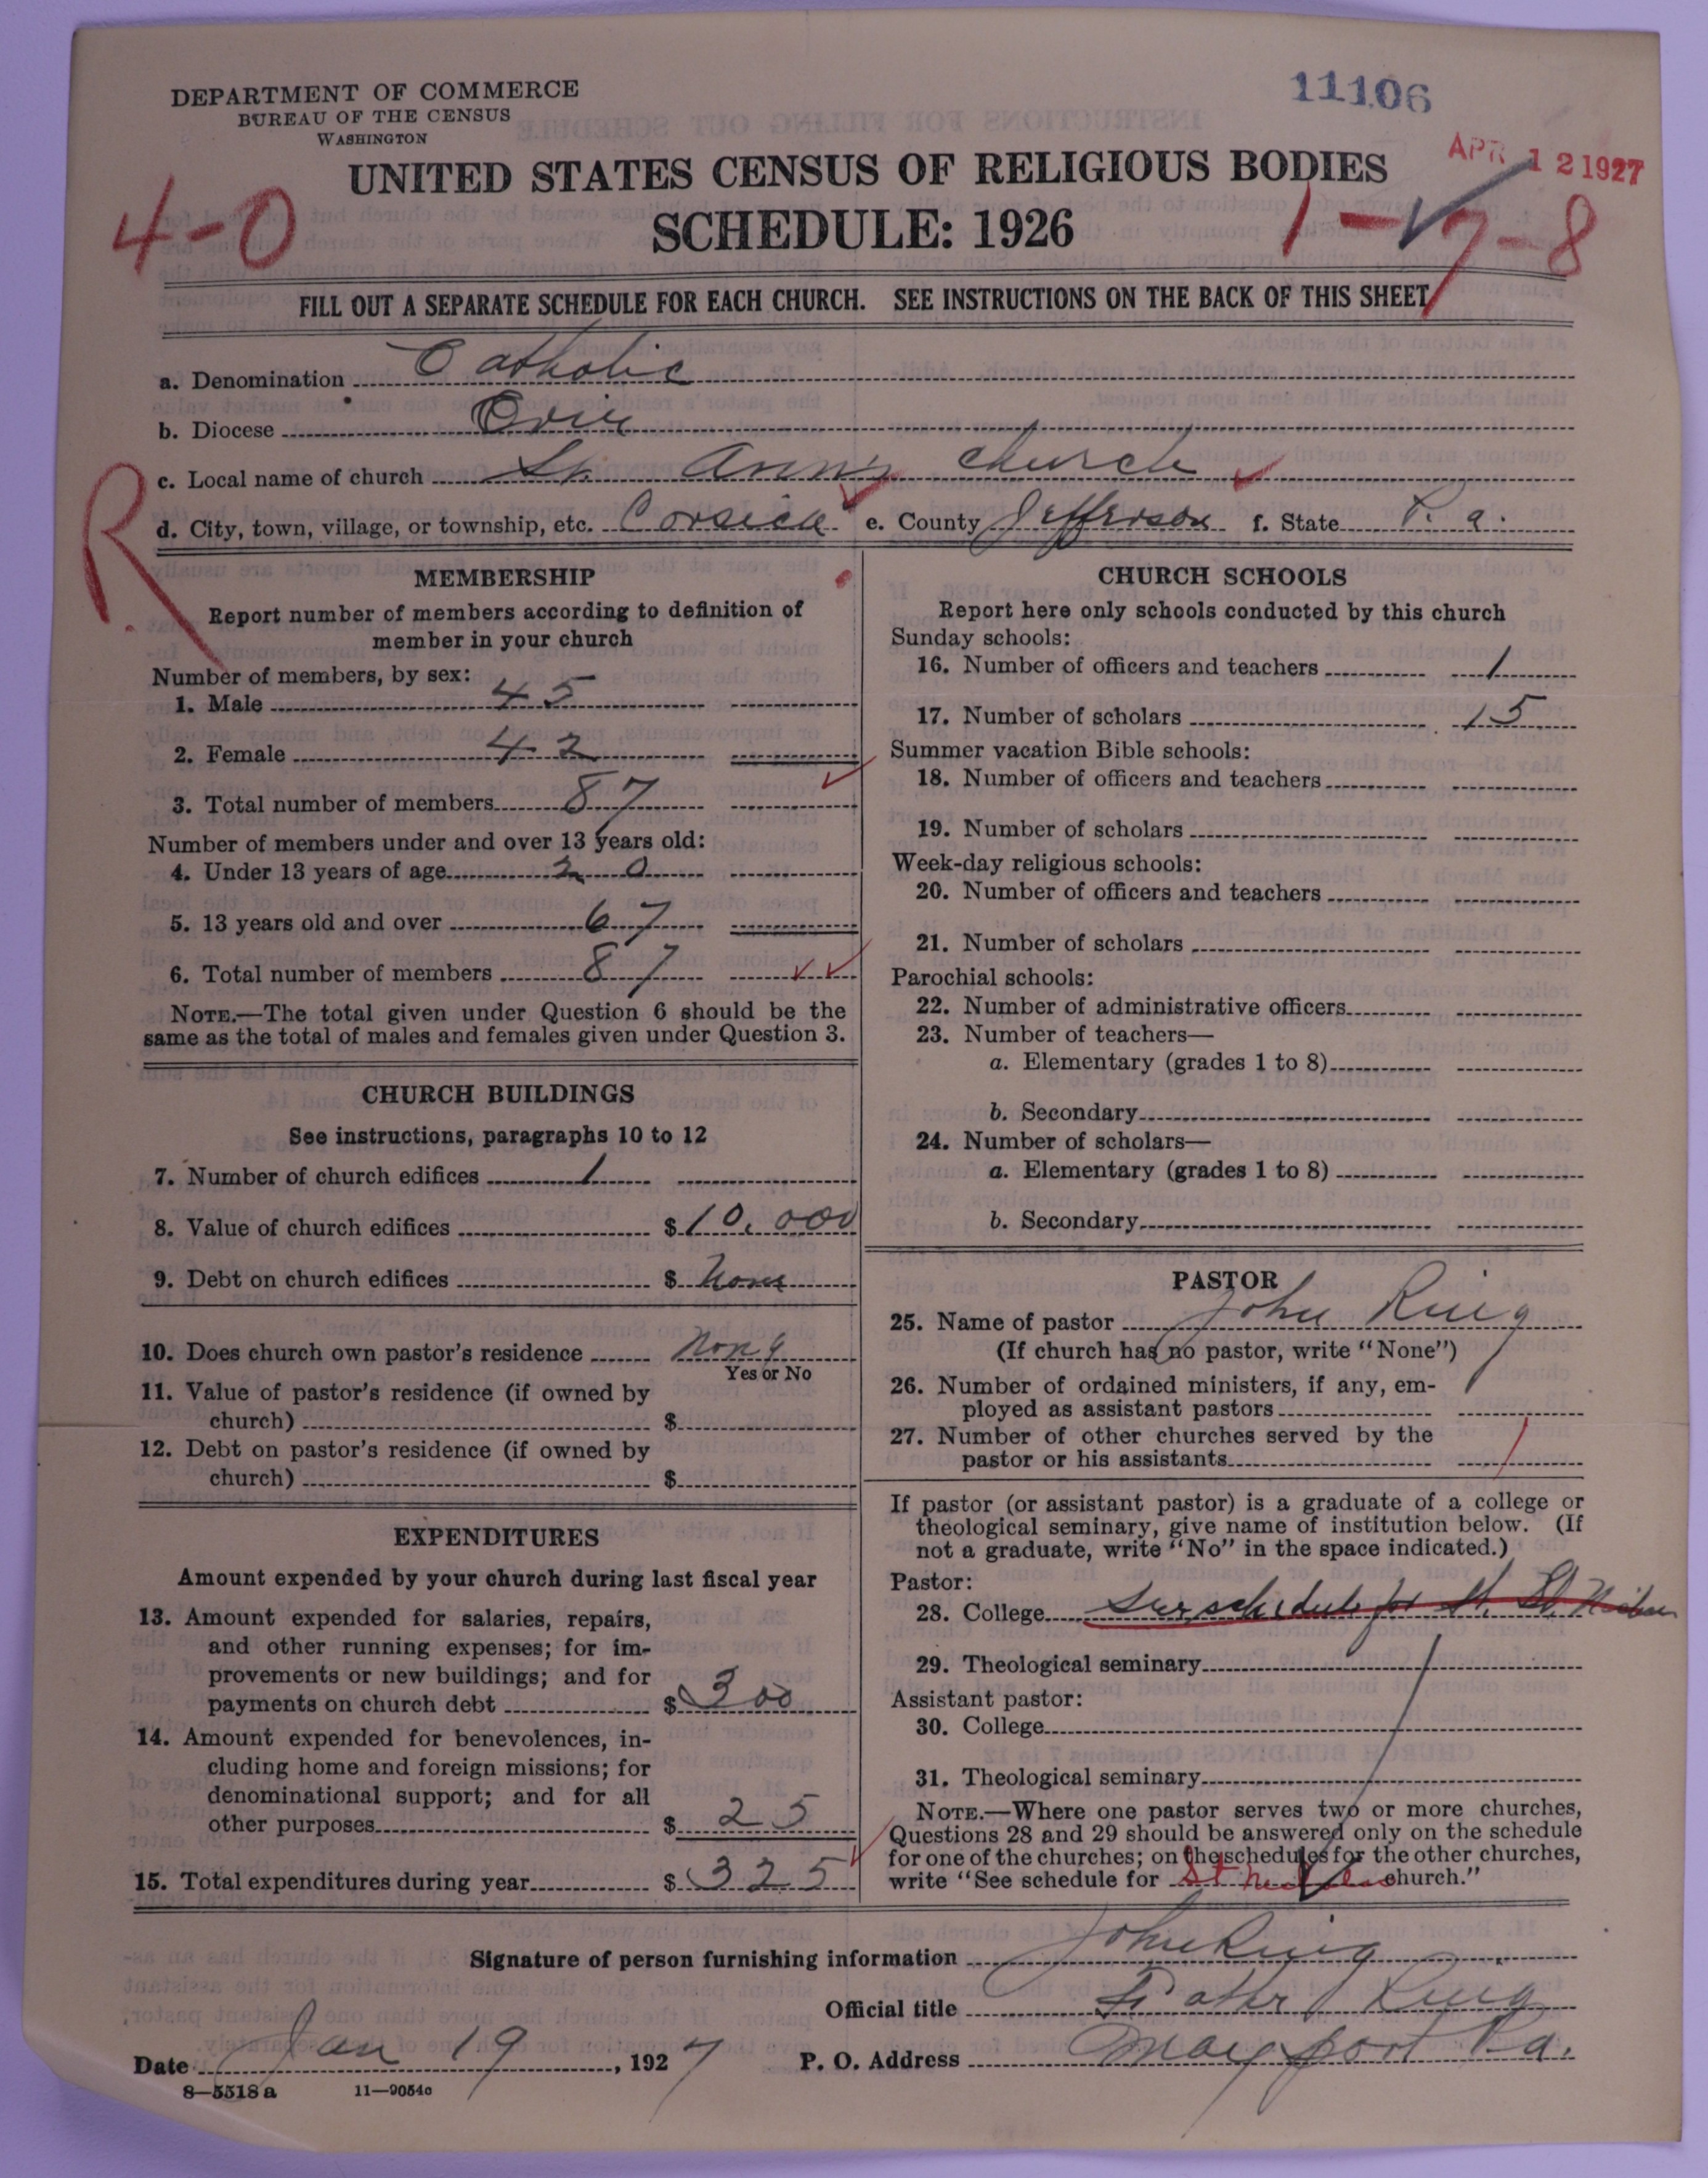 DEPARTMENT OF COMMERCE
BUREAU OF THE CENSUS
WASHINGTON
11106
APR 12 1927
UNITED STATES CENSUS OF RELIGIOUS BODIES
SCHEDULE: 1926
4-0
1-17-8
FILL OUT A SEPARATE SCHEDULE FOR EACH CHURCH. SEE INSTRUCTIONS ON THE BACK OF THIS SHEET
a. Denomination Catholic
b. Diocese Erie
c. Local name of church St. Anns church
d. City, town, village, or township, etc. Corsica e. County Jefferson f. State P.a.
R
MEMBERSHIP
Report number of members according to definition of
member in your church
Number of members, by sex:
1. Male 45
2. Female 42
3. Total number of members 87
Number of members under and over 13 years old:
4. Under 13 years of age 20
5. 13 years old and over 67
6. Total number of members 87
NOTE.—The total given under Question 6 should be the
same as the total of males and females given under Question 3.
CHURCH BUILDINGS
See instructions, paragraphs 10 to 12
7. Number of church edifices 1
8. Value of church edifices $10,000
9. Debt on church edifices $ None
10. Does church own pastor's residence None
Yes or No
11. Value of pastor's residence (if owned by
church) $
12. Debt on pastor's residence (if owned by
church) $
EXPENDITURES
Amount expended by your church during last fiscal year
13. Amount expended for salaries, repairs,
and other running expenses; for im-
provements or new buildings; and for
payments on church debt $ 300
14. Amount expended for benevolences, in-
cluding home and foreign missions; for
denominational support; and for all
other purposes $ 25
15. Total expenditures during year $ 325
CHURCH SCHOOLS
Report here only schools conducted by this church
Sunday schools:
16. Number of officers and teachers 1
17. Number of scholars 15
Summer vacation Bible schools:
18. Number of officers and teachers
19. Number of scholars
Week-day religious schools:
20. Number of officers and teachers
21. Number of scholars
Parochial schools:
22. Number of administrative officers
23. Number of teachers—
a. Elementary (grades 1 to 8)
b. Secondary
24. Number of scholars—
a. Elementary (grades 1 to 8)
b. Secondary
PASTOR
25. Name of pastor John Ring
(If church has no pastor, write "None")
26. Number of ordained ministers, if any, em-
ployed as assistant pastors
27. Number of other churches served by the
pastor or his assistants 1
If pastor (or assistant pastor) is a graduate of a college or
theological seminary, give name of institution below. (If
not a graduate, write "No" in the space indicated.)
Pastor:
28. College See schedule for St. St.
29. Theological seminary
Assistant pastor:
30. College
31. Theological seminary
NOTE.—Where one pastor serves two or more churches,
Questions 28 and 29 should be answered only on the schedule
for one of the churches; on the schedules for the other churches,
write "See schedule for St Nicholas church."
Signature of person furnishing information John Ring
Official title Father Ring
Date Jan 19, 1927 P. O. Address Mayport Pa.
8—5518 a 11—9054c